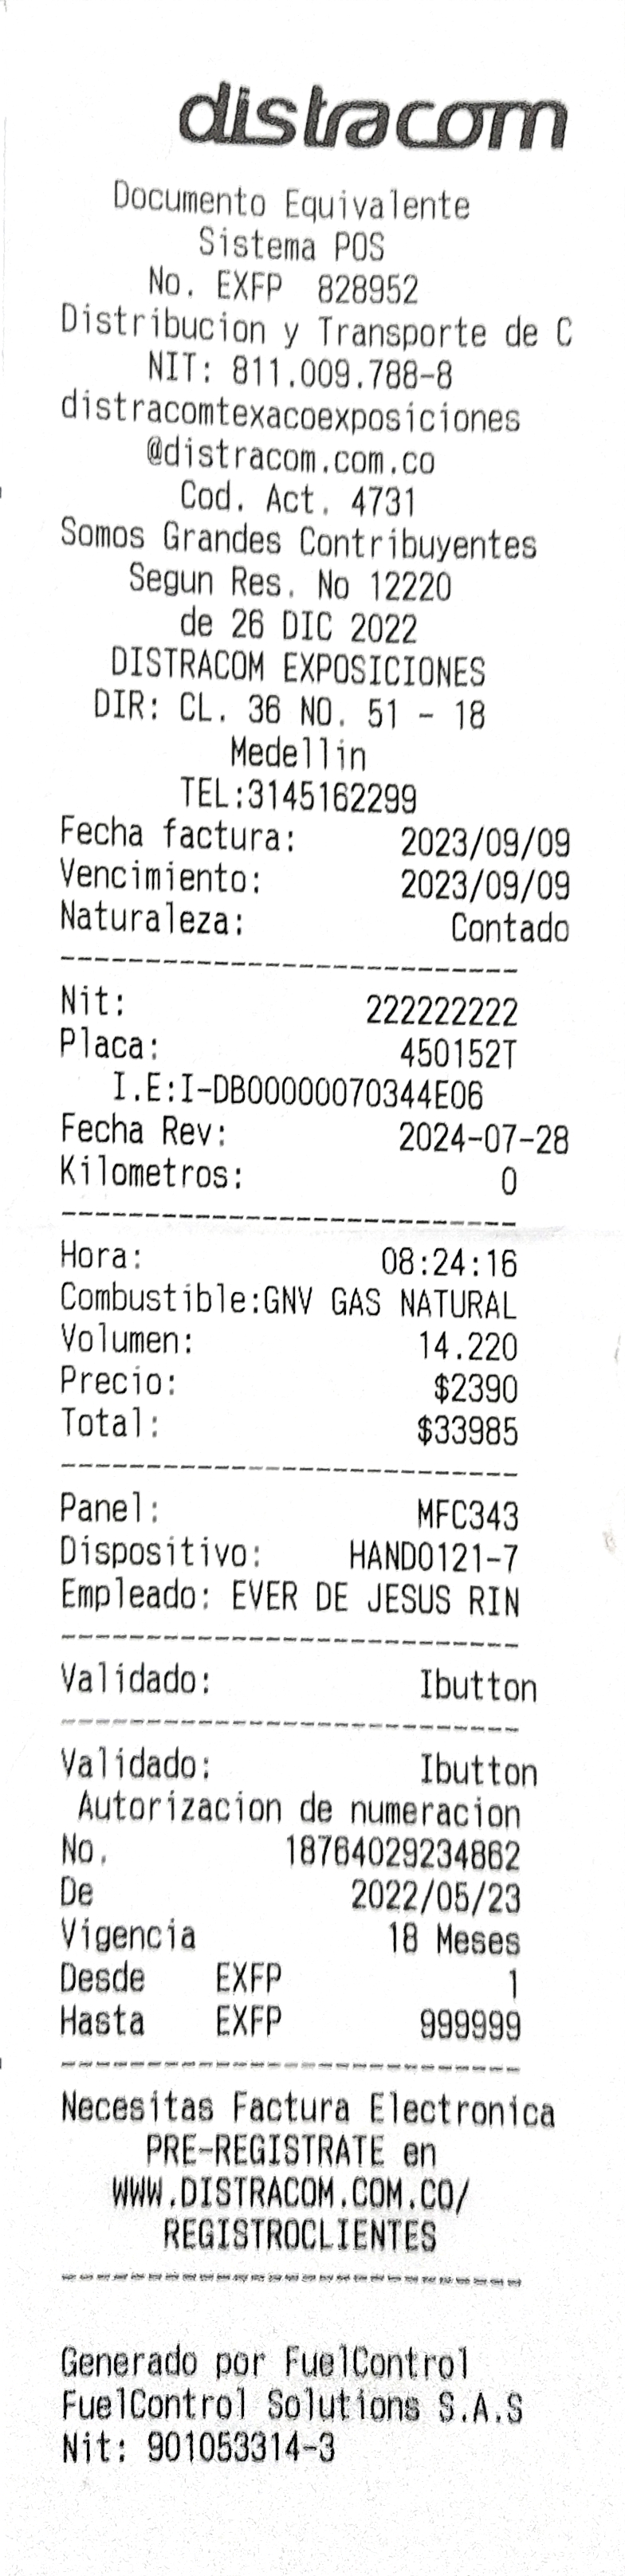 distracom
Documento Equivalente
Sistema POS
No. EXFP 828952
Distribucion y Transporte de C
NIT: 811.009.788-8
distracomtexacoexposiciones
@distracom.com.co
Cod. Act. 4731
Somos Grandes Contribuyentes
Segun Res. No 12220
de 26 DIC 2022
DISTRACOM EXPOSICIONES
DIR: CL. 36 NO. 51 - 18
Medellin
TEL:3145162299
Fecha factura: 2023/09/09
Vencimiento: 2023/09/09
Naturaleza: Contado
---------------------------
Nit: 222222222
Placa: 450152T
I.E:I-DB00000070344E06
Fecha Rev: 2024-07-28
Kilometros: 0
---------------------------
Hora: 08:24:16
Combustible:GNV GAS NATURAL
Volumen: 14.220
Precio: $2390
Total: $33985
---------------------------
Panel: MFC343
Dispositivo: HAND0121-7
Empleado: EVER DE JESUS RIN
---------------------------
Validado: Ibutton
---------------------------
Validado: Ibutton
Autorizacion de numeracion
No. 18764029234862
De 2022/05/23
Vigencia 18 Meses
Desde EXFP 1
Hasta EXFP 999999
---------------------------
Necesitas Factura Electronica
PRE-REGISTRATE en
WWW.DISTRACOM.COM.CO/
REGISTROCLIENTES
---------------------------
Generado por FuelControl
FuelControl Solutions S.A.S
Nit: 901053314-3